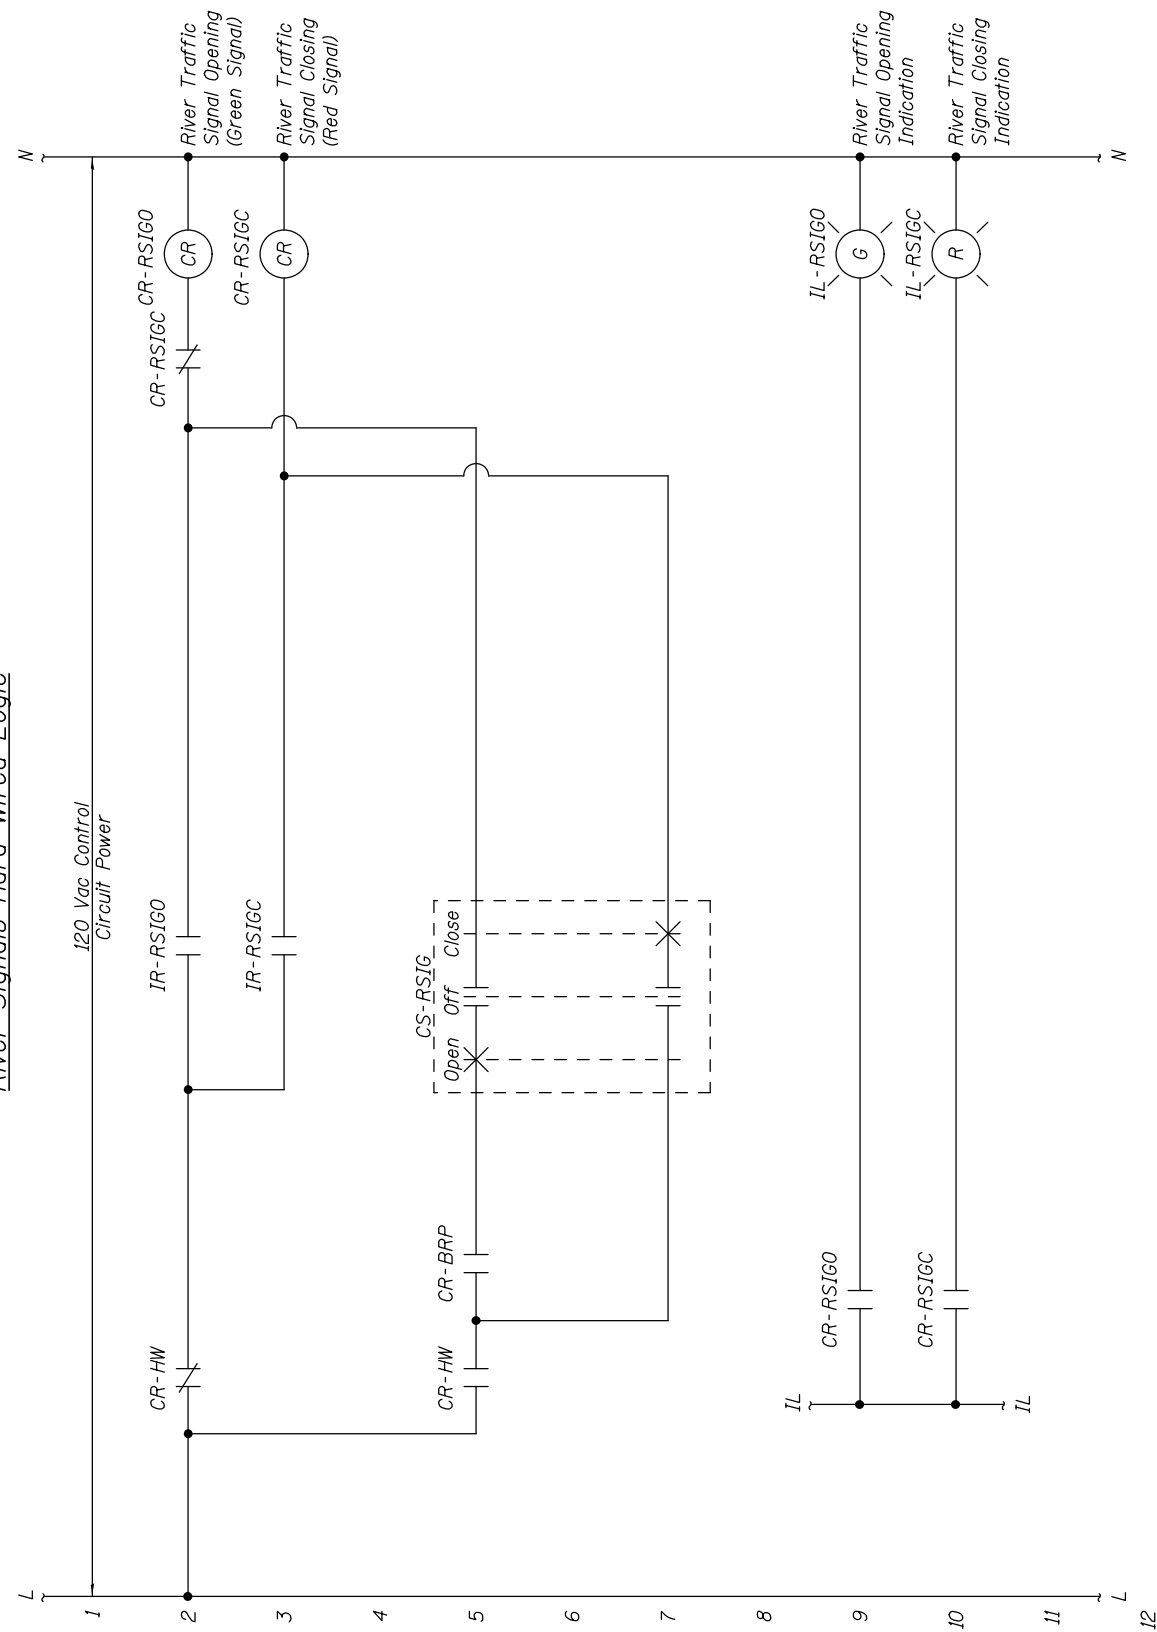 River Signals Hard Wired Logic
L
N
1
120 Vac Control
Circuit Power
2
CR-HW
IR-RSIGO
CR-RSIGC
CR-RSIGO
CR
River Traffic
Signal Opening
(Green Signal)
3
IR-RSIGC
CR-RSIGC
CR
River Traffic
Signal Closing
(Red Signal)
4
CS-RSIG
Open
Off
Close
5
CR-HW
CR-BRP
6
7
8
IL
9
CR-RSIGO
IL-RSIGO
G
River Traffic
Signal Opening
Indication
10
CR-RSIGC
IL-RSIGC
R
River Traffic
Signal Closing
Indication
IL
11
L
N
12